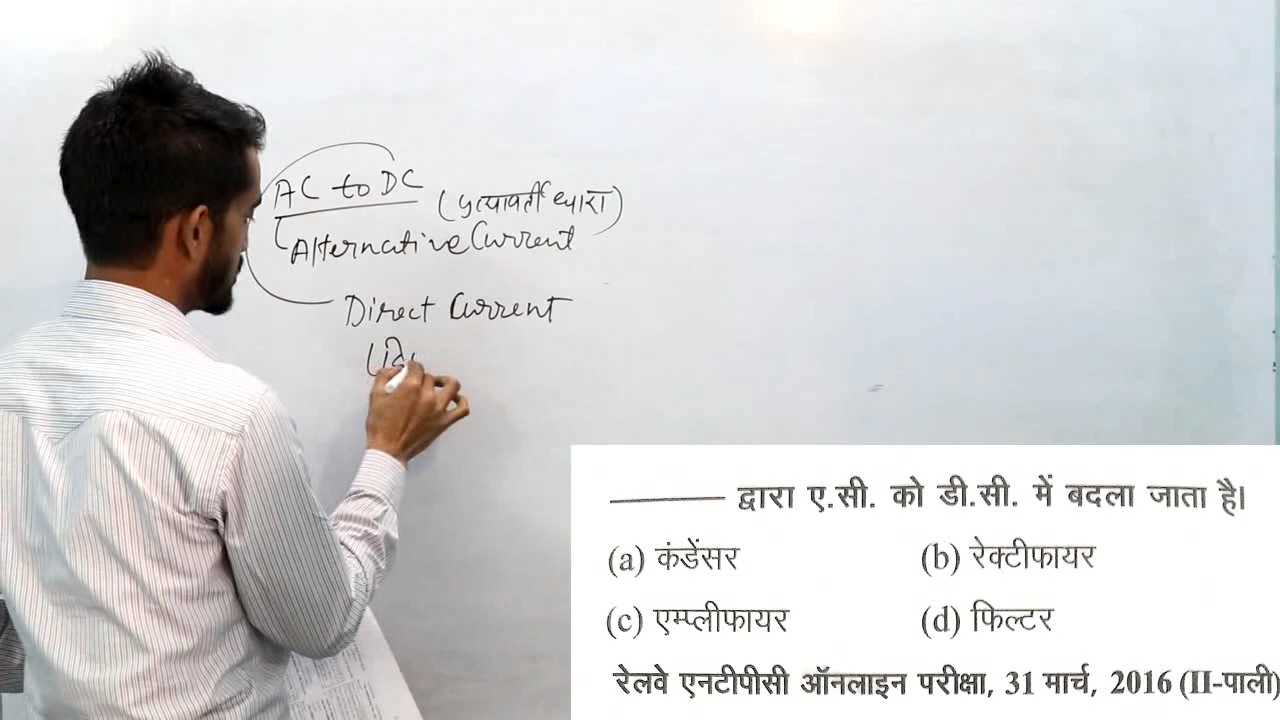 AC to DC
(प्रत्यावर्ती धारा)
Alternative Current
Direct Current
(दि
——— द्वारा ए.सी. को डी.सी. में बदला जाता है।
(a) कंडेंसर (b) रेक्टीफायर
(c) एम्प्लीफायर (d) फिल्टर
रेलवे एनटीपीसी ऑनलाइन परीक्षा, 31 मार्च, 2016 (II-पाली)